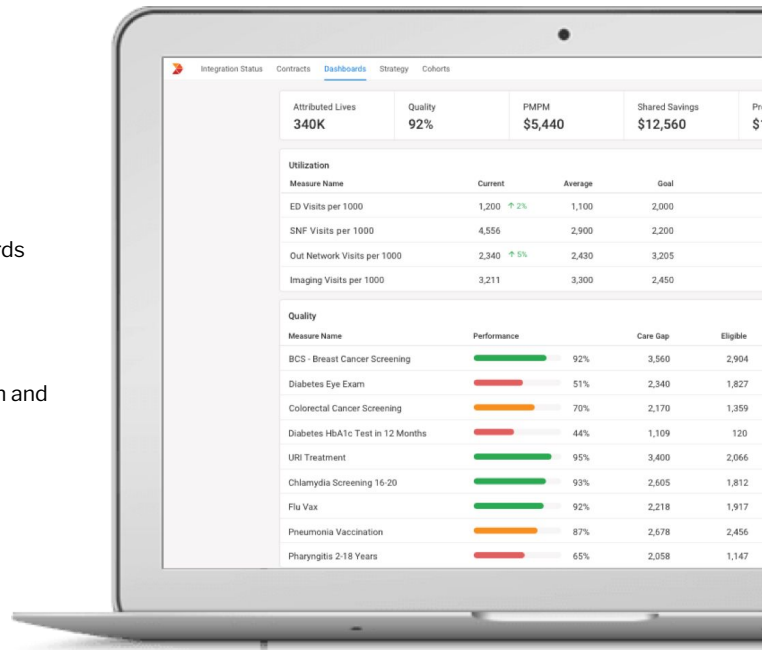 rds
n and
Integration Status Contracts Dashboards Strategy Cohorts
Attributed Lives Quality PMPM Shared Savings Pr
340K 92% $5,440 $12,560 $1
Utilization
Measure Name Current Average Goal
ED Visits per 1000 1,200 ↑ 2% 1,100 2,000
SNF Visits per 1000 4,556 2,900 2,200
Out Network Visits per 1000 2,340 ↑ 5% 2,430 3,205
Imaging Visits per 1000 3,211 3,300 2,450
Quality
Measure Name Performance Care Gap Eligible
BCS - Breast Cancer Screening 92% 3,560 2,904
Diabetes Eye Exam 51% 2,340 1,827
Colorectal Cancer Screening 70% 2,170 1,359
Diabetes HbA1c Test in 12 Months 44% 1,109 120
URI Treatment 95% 3,400 2,066
Chlamydia Screening 16-20 93% 2,605 1,812
Flu Vax 92% 2,218 1,917
Pneumonia Vaccination 87% 2,678 2,456
Pharyngitis 2-18 Years 65% 2,058 1,147